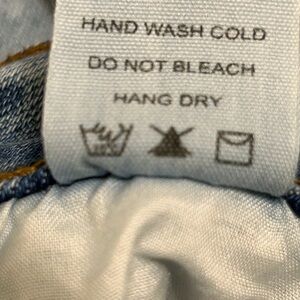 HAND WASH COLD
DO NOT BLEACH
HANG DRY